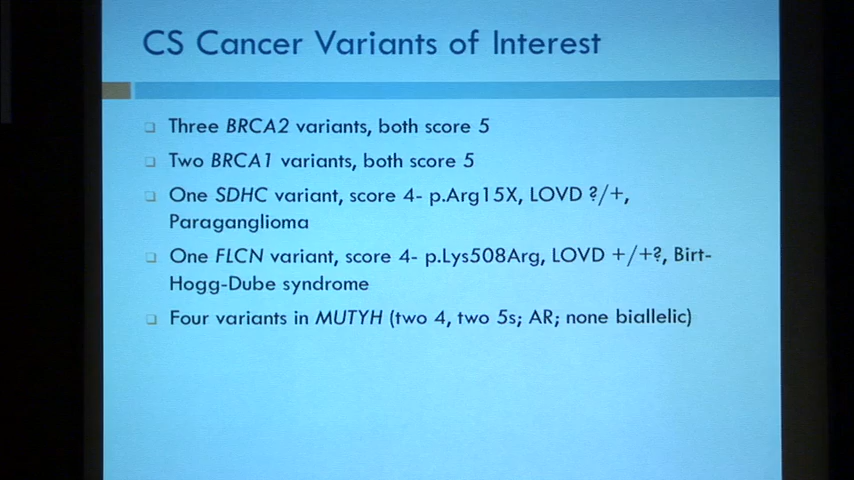 CS Cancer Variants of Interest
Three BRCA2 variants, both score 5
Two BRCA1 variants, both score 5
One SDHC variant, score 4- p.Arg15X, LOVD ?/+,
Paraganglioma
One FLCN variant, score 4- p.Lys508Arg, LOVD +/+?, Birt-
Hogg-Dube syndrome
Four variants in MUTYH (two 4, two 5s; AR; none biallelic)